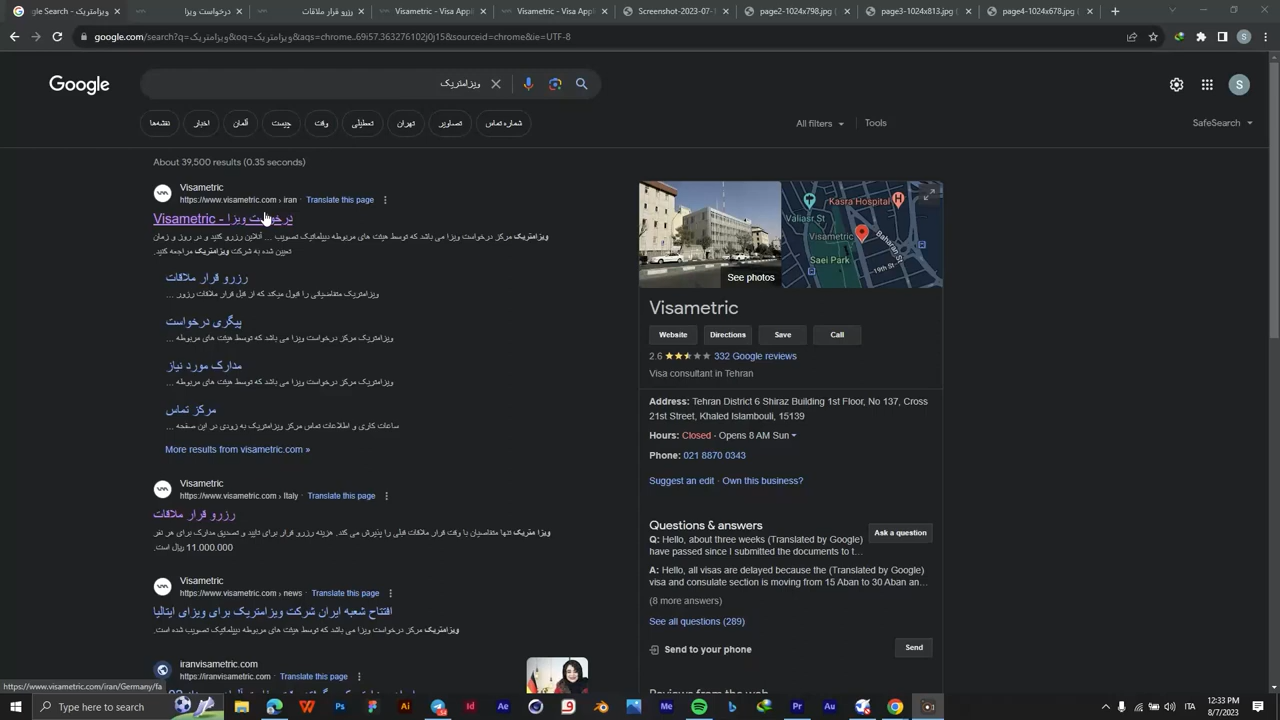 ویزامتریک - Google Search
درخواست ویزا
رزرو قرار ملاقات
Visametric - Visa Appli
Visametric - Visa App
Screenshot-2023-07-1
page2-1024x798.jpg (
page3-1024x813.jpg (
page4-1024x678.jpg (
google.com/search?q=ویزامتریک&oq=ویزامتریک&aqs=chrome..69i57.363276102j0j15&sourceid=chrome&ie=UTF-8
Google
ویزامتریک
نقشه‌ها
اخبار
آلمان
چیست
وقت
تعطیلی
تهران
تصاویر
شماره تماس
All filters
Tools
SafeSearch
About 39,500 results (0.35 seconds)
Visametric
https://www.visametric.com › iran
Translate this page
درخواست ویزا - Visametric
ویزامتریک مرکز درخواست ویزا می باشد که توسط هیئت های مربوطه دیپلماتیک تصویب ... آنلاین رزرو کنید و در روز و زمان
تعیین شده به شرکت ویزامتریک مراجعه کنید.
رزرو قرار ملاقات
ویزامتریک متقاضیانی را قبول میکند که از قبل قرار ملاقات رزرور ...
پیگری درخواست
ویزامتریک مرکز درخواست ویزا می باشد که توسط هیئت های مربوطه ...
مدارک مورد نیاز
ویزامتریک مرکز درخواست ویزا می باشد که توسط هیئت های مربوطه ...
مرکز تماس
ساعات کاری و اطلاعات تماس مرکز ویزامتریک به زودی در این صفحه ...
More results from visametric.com »
Visametric
https://www.visametric.com › Italy
Translate this page
رزرو قرار ملاقات
ویزا متریک تنها متقاضیان با وقت قرار ملاقات قبلی را پذیرش می کند. هزینه رزرو قرار برای تایید و تصدیق مدارک برای هر نفر
11.000.000 ریال است.
Visametric
https://www.visametric.com › news
Translate this page
افتتاح شعبه ایران شرکت ویزامتریک برای ویزای ایتالیا
ویزامتریک مرکز درخواست ویزا می باشد که توسط هیئت های مربوطه دیپلماتیک تصویب شده است.
iranvisametric.com
https://iranvisametric.com
Translate this page
https://www.visametric.com/iran/Germany/fa
See photos
Valiasr St
Kasra Hospital
Visametric
Baharan St
Saei Park
19th St
Visametric
Website
Directions
Save
Call
2.6
332 Google reviews
Visa consultant in Tehran
Address: Tehran District 6 Shiraz Building 1st Floor, No 137, Cross
21st Street, Khaled Islambouli, 15139
Hours: Closed ⋅ Opens 8 AM Sun
Phone: 021 8870 0343
Suggest an edit · Own this business?
Questions & answers
Ask a question
Q: Hello, about three weeks (Translated by Google)
have passed since I submitted the documents to t...
A: Hello, all visas are delayed because the (Translated by Google)
visa and consulate section is moving from 15 Aban to 30 Aban an...
(8 more answers)
See all questions (289)
Send to your phone
Send
Reviews from the web
Type here to search
ITA
12:33 PM
8/7/2023